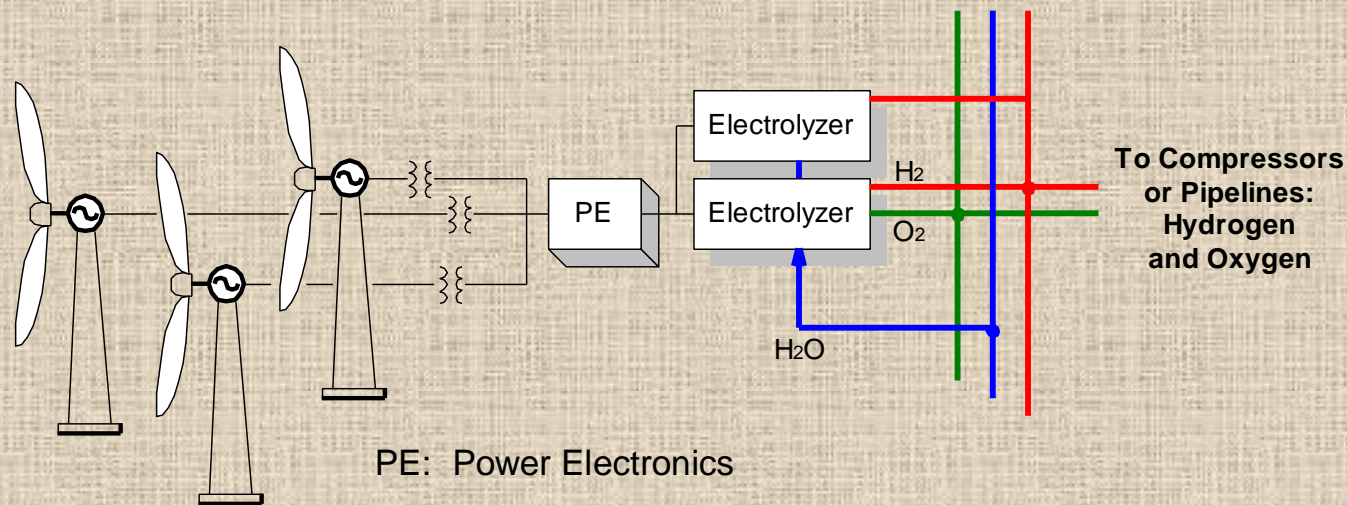 Electrolyzer
PE
Electrolyzer
H2
O2
H2O
To Compressors
or Pipelines:
Hydrogen
and Oxygen
PE: Power Electronics